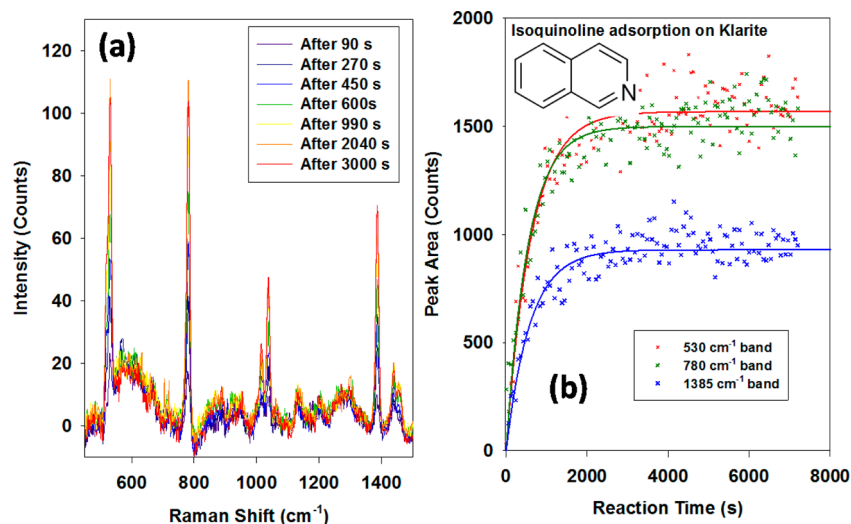 (a)
After 90 s
After 270 s
After 450 s
After 600s
After 990 s
After 2040 s
After 3000 s
120
100
80
60
40
20
0
Intensity (Counts)
600
800
1000
1200
1400
Raman Shift (cm⁻¹)
Isoquinoline adsorption on Klarite
N
2000
1500
1000
500
0
Peak Area (Counts)
530 cm⁻¹ band
780 cm⁻¹ band
1385 cm⁻¹ band
(b)
0
2000
4000
6000
8000
Reaction Time (s)